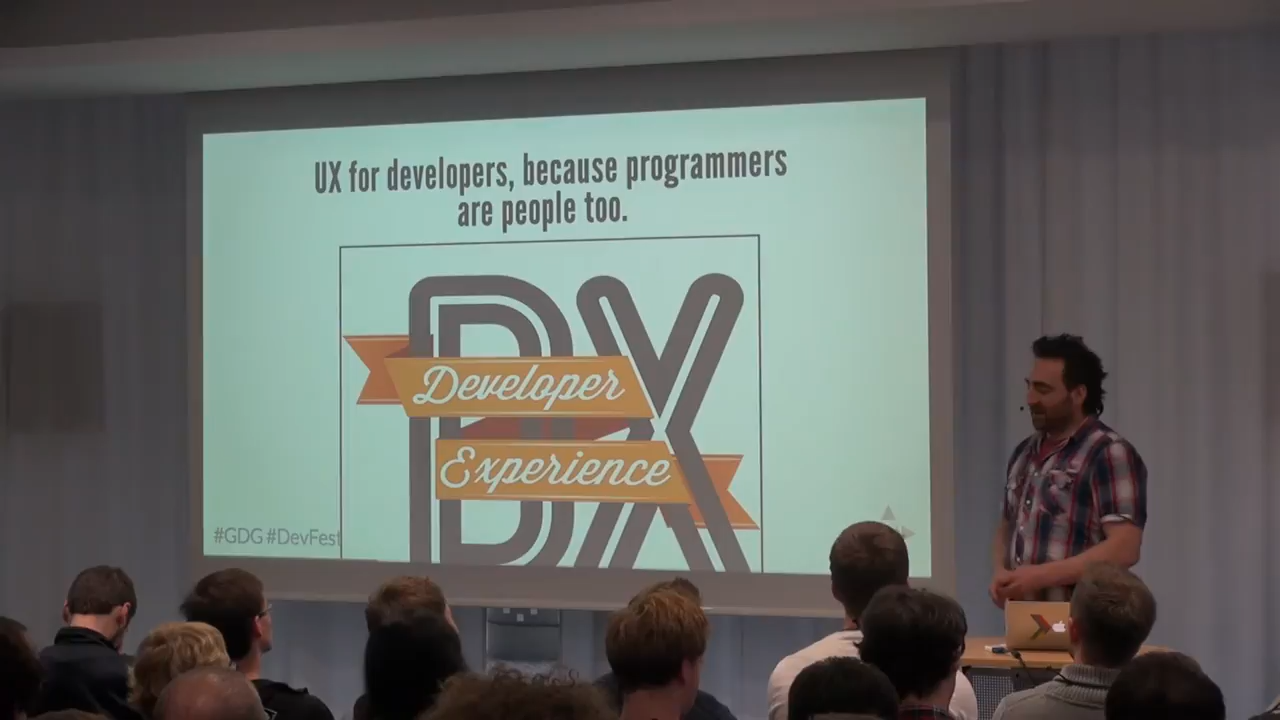 UX for developers, because programmers
are people too.
DX
Developer
Experience
#GDG #DevFest